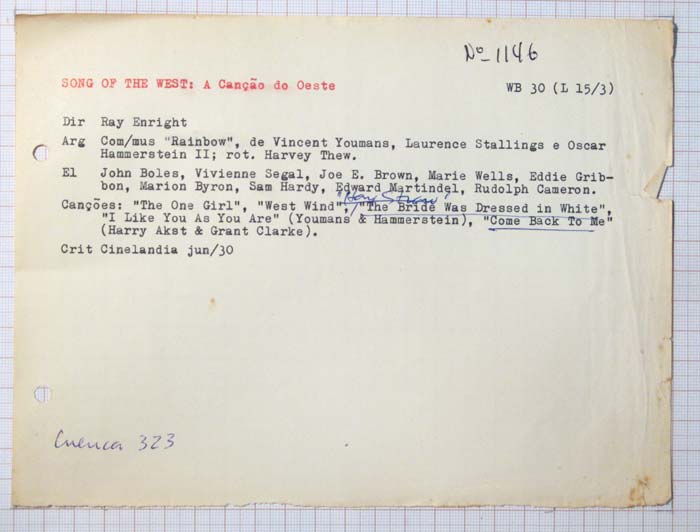 Nº 1146
SONG OF THE WEST: A Canção do Oeste WB 30 (L 15/3)
Dir Ray Enright
Arg Com/mus "Rainbow", de Vincent Youmans, Laurence Stallings e Oscar
Hammerstein II; rot. Harvey Thew.
El John Boles, Vivienne Segal, Joe E. Brown, Marie Wells, Eddie Grib-
bon, Marion Byron, Sam Hardy, Edward Martindel, Rudolph Cameron.
"Hay Straw"
Canções: "The One Girl", "West Wind", "The Bride Was Dressed in White",
"I Like You As You Are" (Youmans & Hammerstein), "Come Back To Me"
(Harry Akst & Grant Clarke).
Crit Cinelandia jun/30
Cuenca 323